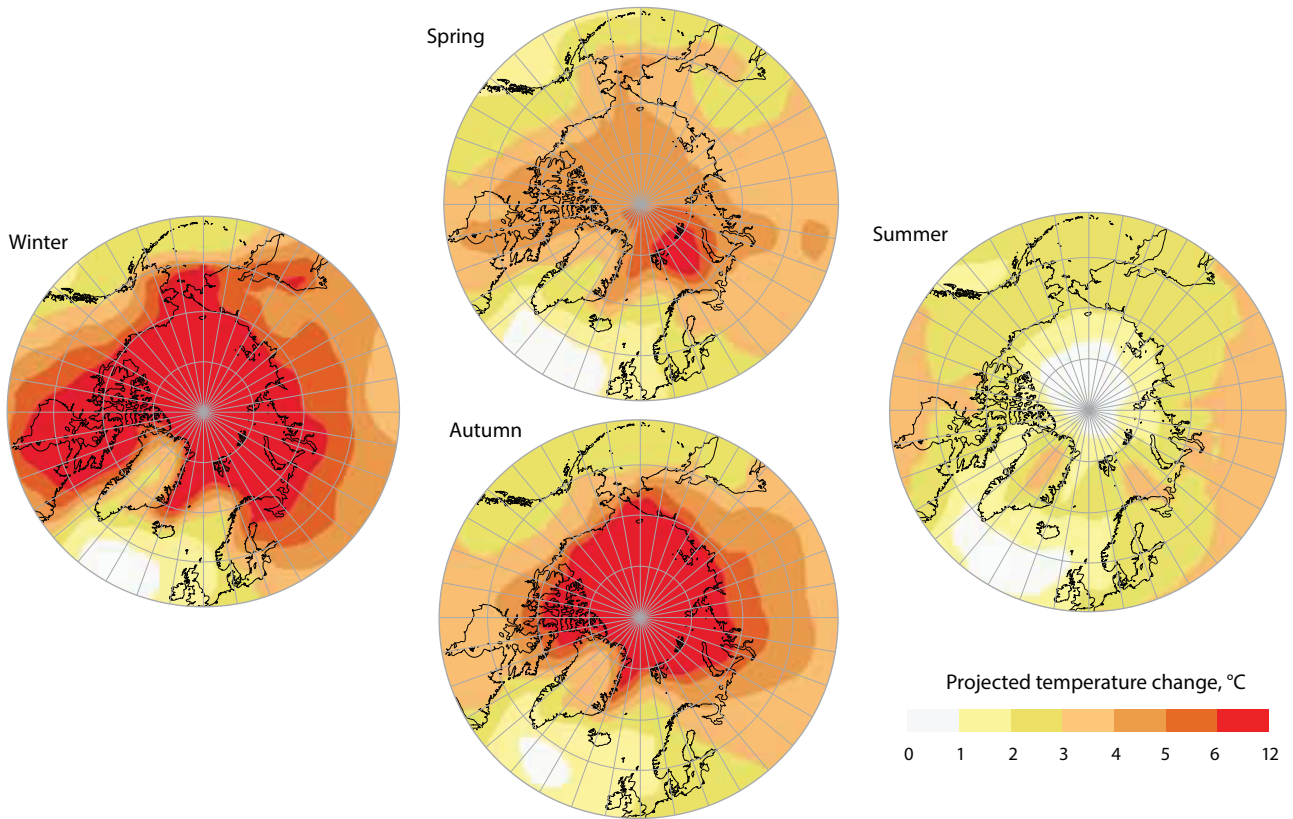 Spring
Winter
Summer
Autumn
Projected temperature change, °C
0 1 2 3 4 5 6 12